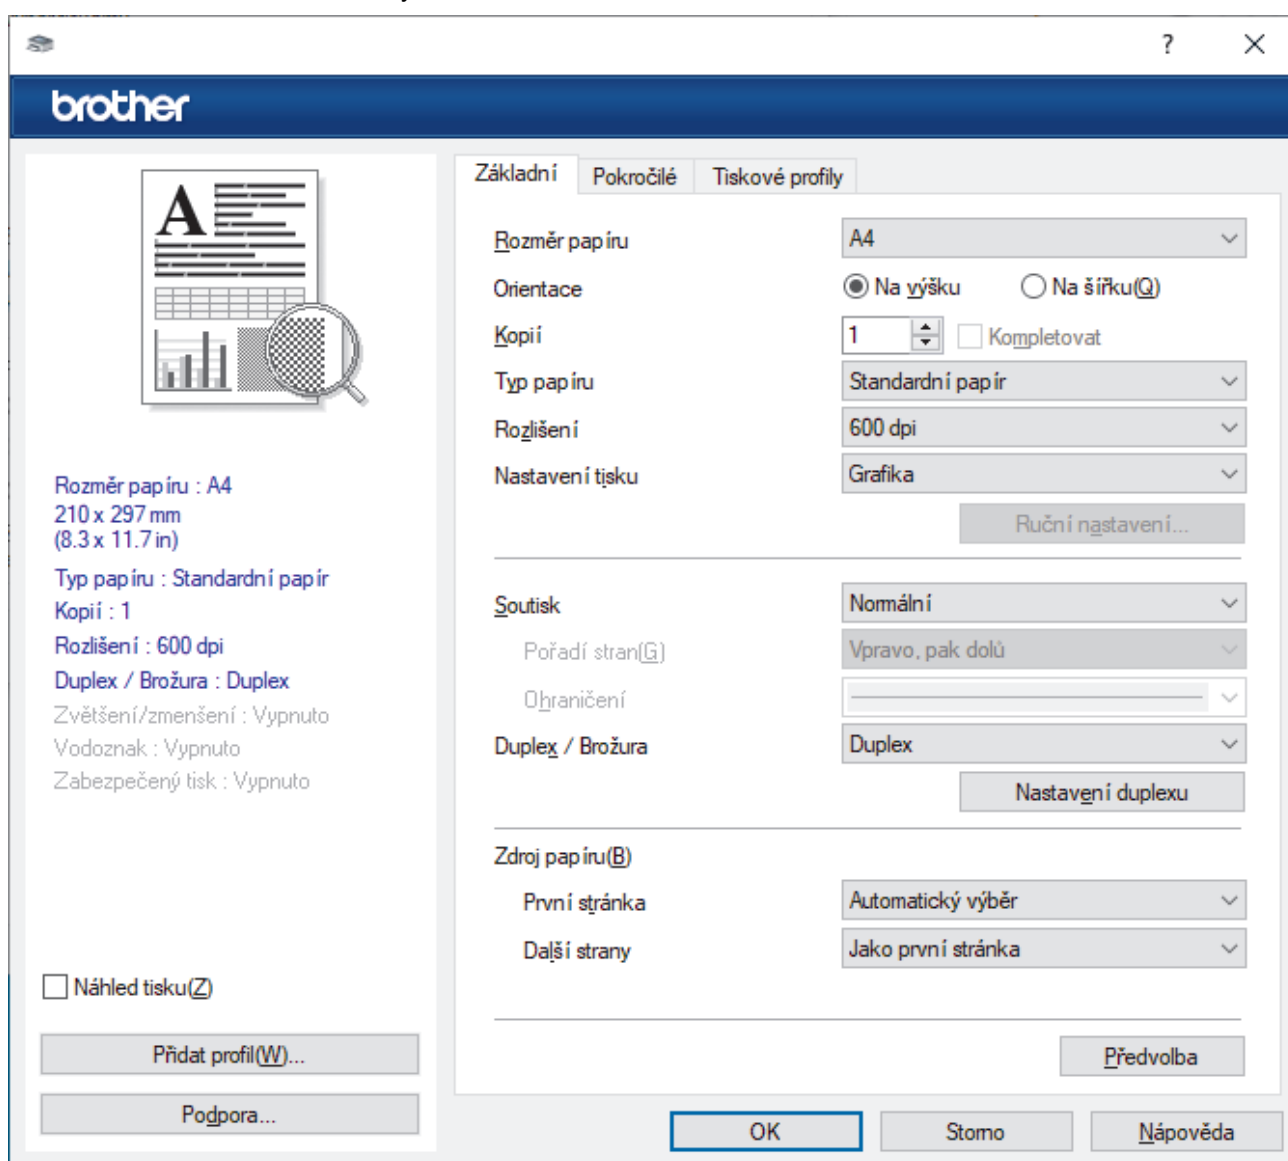 ?
brother
A
Rozměr papíru : A4
210 x 297 mm
(8.3 x 11.7 in)
Typ papíru : Standardní papír
Kopií : 1
Rozlišení : 600 dpi
Duplex / Brožura : Duplex
Zvětšení/zmenšení : Vypnuto
Vodoznak : Vypnuto
Zabezpečený tisk : Vypnuto
Náhled tisku(Z)
Přidat profil(W)...
Podpora...
Základní Pokročilé Tiskové profily
Rozměr papíru A4
Orientace Na výšku Na šířku(Q)
Kopií 1 Kompletovat
Typ papíru Standardní papír
Rozlišení 600 dpi
Nastavení tisku Grafika
Ruční nastavení...
Soutisk Normální
Pořadí stran(G) Vpravo, pak dolů
Ohraničení
Duplex / Brožura Duplex
Nastavení duplexu
Zdroj papíru(B)
První stránka Automatický výběr
Další strany Jako první stránka
Předvolba
OK Storno Nápověda